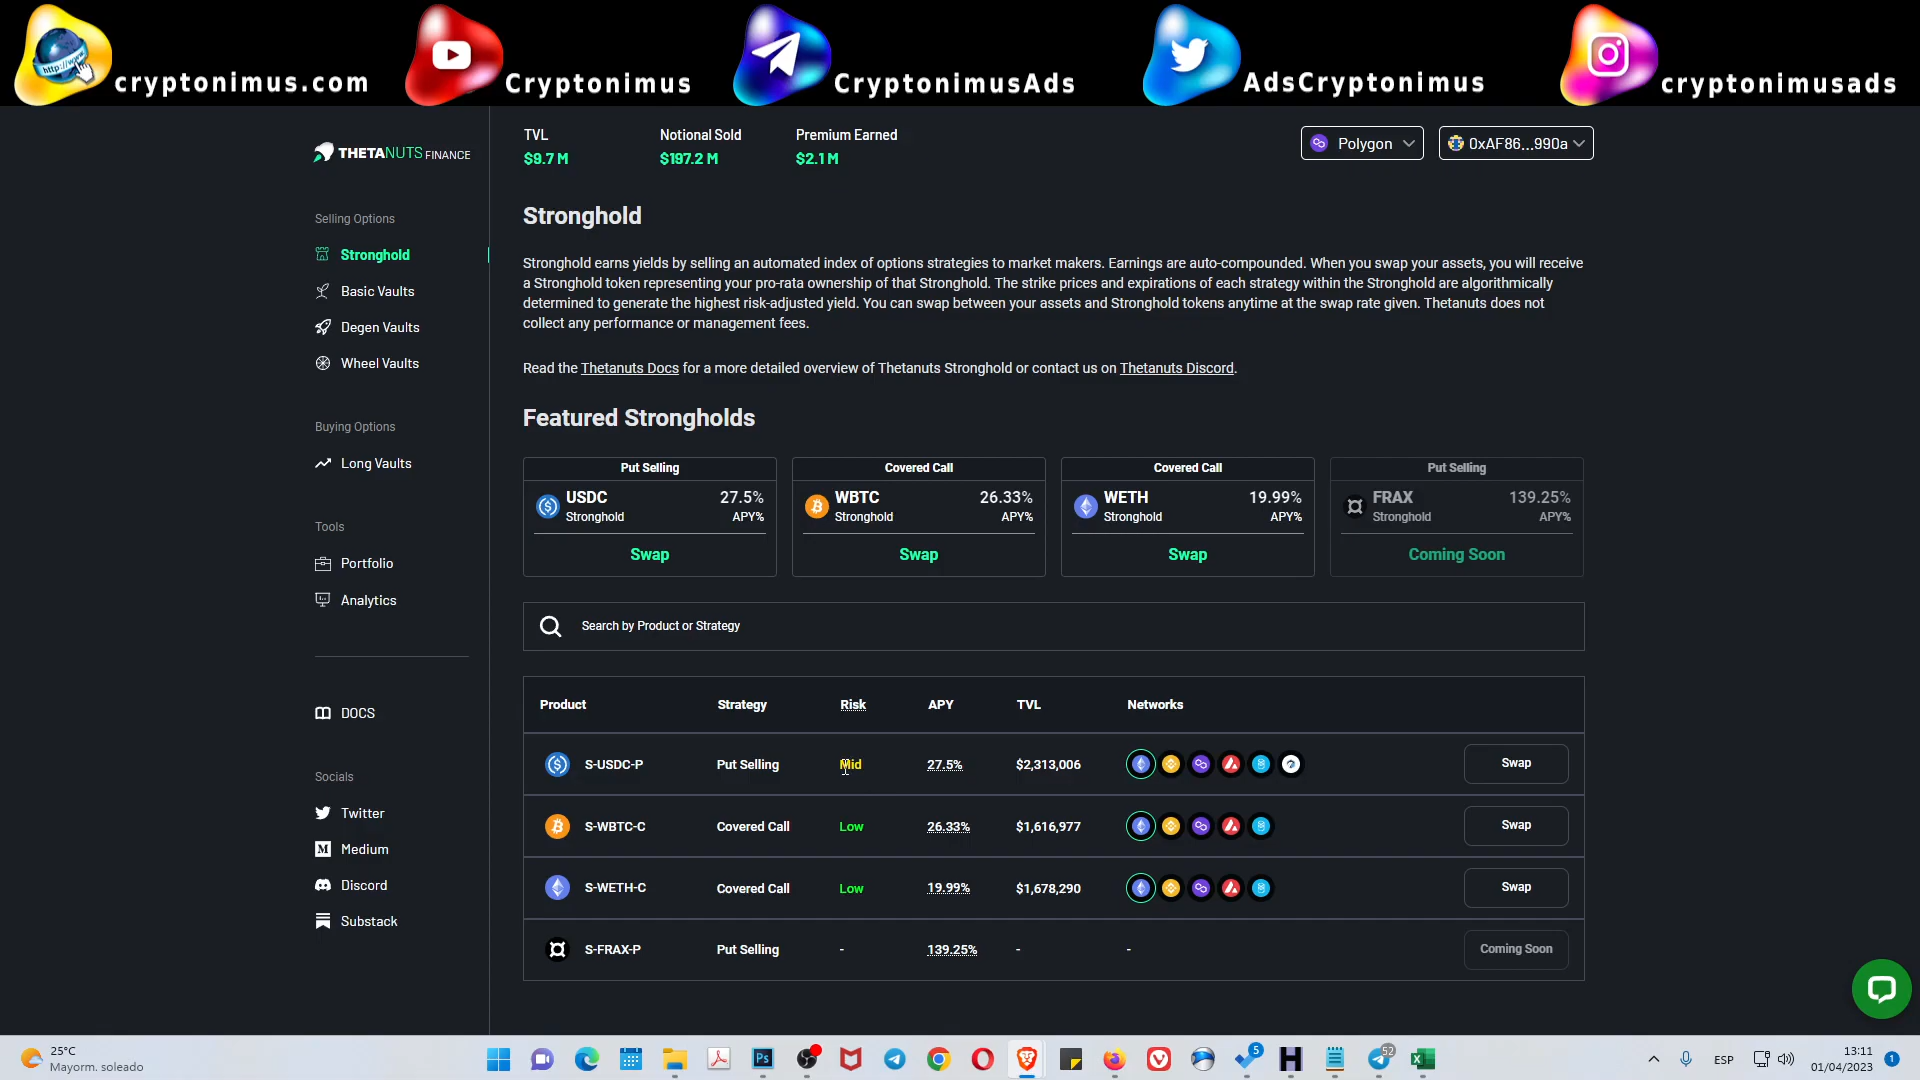 cryptonimus.com
Cryptonimus
CryptonimusAds
AdsCryptonimus
cryptonimusads
THETANUTS FINANCE
TVL
$9.7 M
Notional Sold
$197.2 M
Premium Earned
$2.1 M
Polygon
0xAF86...990a
Selling Options
Stronghold
Basic Vaults
Degen Vaults
Wheel Vaults
Buying Options
Long Vaults
Tools
Portfolio
Analytics
DOCS
Socials
Twitter
Medium
Discord
Substack
Stronghold
Stronghold earns yields by selling an automated index of options strategies to market makers. Earnings are auto-compounded. When you swap your assets, you will receive
a Stronghold token representing your pro-rata ownership of that Stronghold. The strike prices and expirations of each strategy within the Stronghold are algorithmically
determined to generate the highest risk-adjusted yield. You can swap between your assets and Stronghold tokens anytime at the swap rate given. Thetanuts does not
collect any performance or management fees.
Read the Thetanuts Docs for a more detailed overview of Thetanuts Stronghold or contact us on Thetanuts Discord.
Featured Strongholds
Put Selling
USDC 27.5%
Stronghold APY%
Swap
Covered Call
WBTC 26.33%
Stronghold APY%
Swap
Covered Call
WETH 19.99%
Stronghold APY%
Swap
Put Selling
FRAX 139.25%
Stronghold APY%
Coming Soon
Search by Product or Strategy
Product Strategy Risk APY TVL Networks
S-USDC-P Put Selling Mid 27.5% $2,313,006 Swap
S-WBTC-C Covered Call Low 26.33% $1,616,977 Swap
S-WETH-C Covered Call Low 19.99% $1,678,290 Swap
S-FRAX-P Put Selling - 139.25% - - Coming Soon
25°C
Mayorm. soleado
Ps
5
52
ESP
13:11
01/04/2023
1